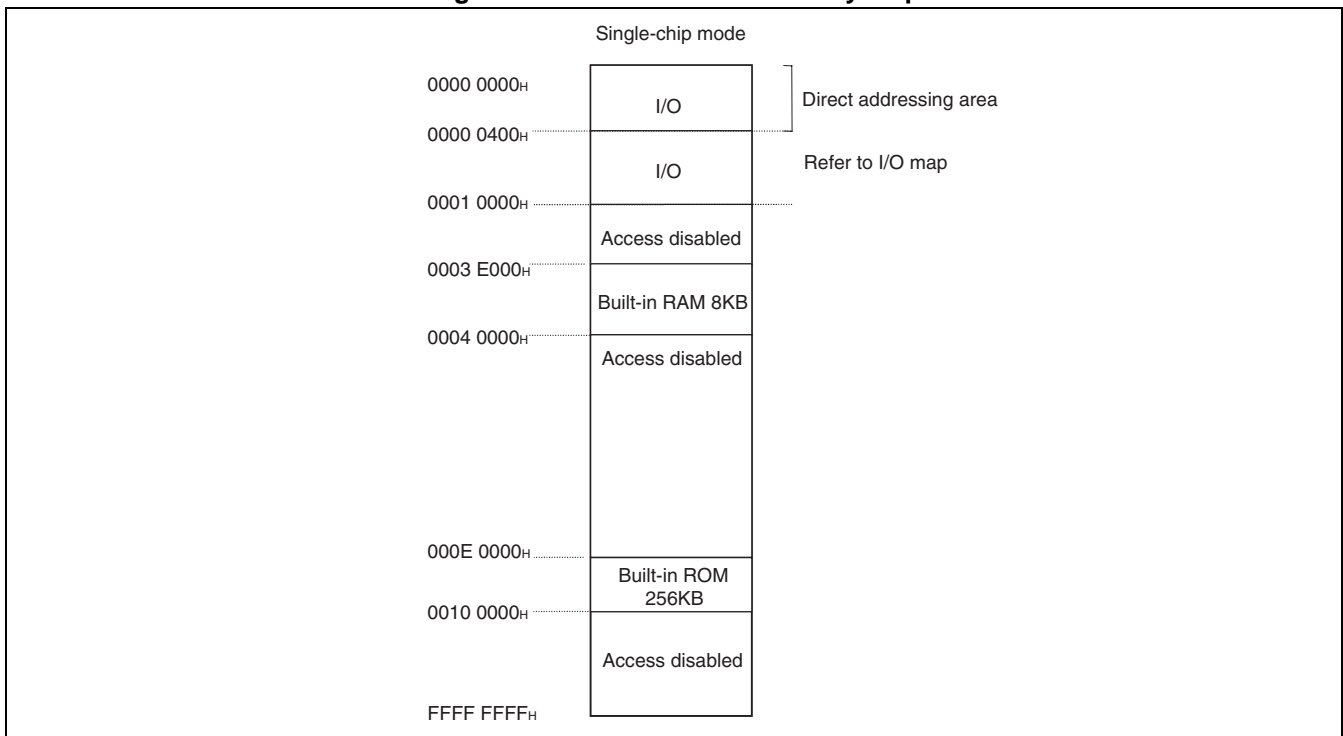 Single-chip mode
0000 0000H
I/O
Direct addressing area
0000 0400H
I/O
Refer to I/O map
0001 0000H
Access disabled
0003 E000H
Built-in RAM 8KB
0004 0000H
Access disabled
000E 0000H
Built-in ROM
256KB
0010 0000H
Access disabled
FFFF FFFFH